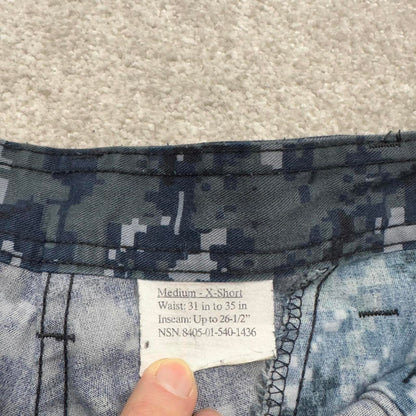 Medium - X-Short
Waist: 31 in to 35 in
Inseam: Up to 26-1/2"
NSN: 8405-01-540-1436